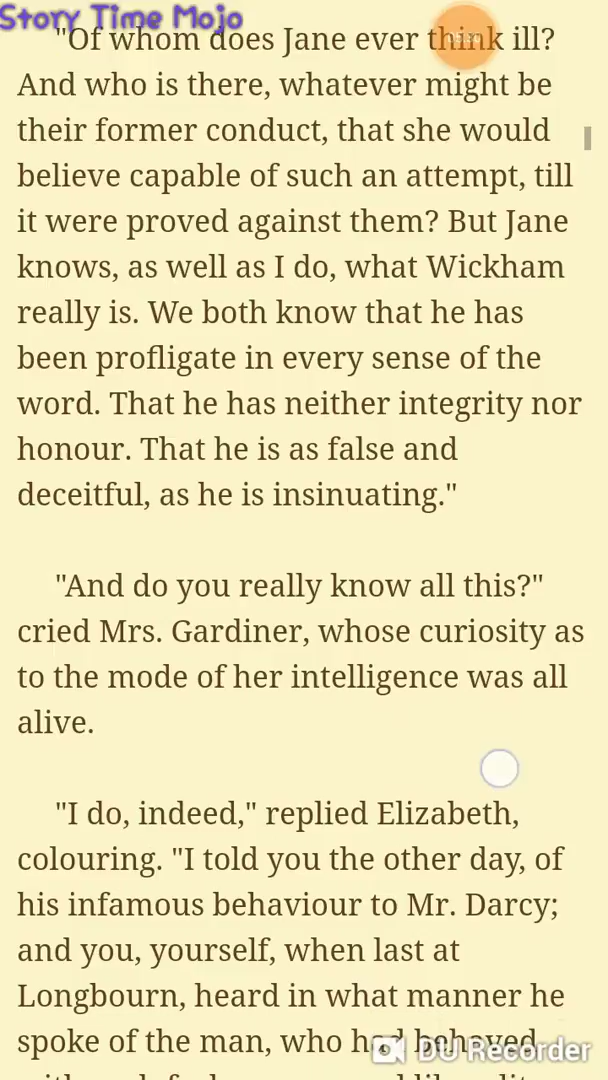 Story Time Mojo
"Of whom does Jane ever think ill?
And who is there, whatever might be
their former conduct, that she would
believe capable of such an attempt, till
it were proved against them? But Jane
knows, as well as I do, what Wickham
really is. We both know that he has
been profligate in every sense of the
word. That he has neither integrity nor
honour. That he is as false and
deceitful, as he is insinuating."
"And do you really know all this?"
cried Mrs. Gardiner, whose curiosity as
to the mode of her intelligence was all
alive.
"I do, indeed," replied Elizabeth,
colouring. "I told you the other day, of
his infamous behaviour to Mr. Darcy;
and you, yourself, when last at
Longbourn, heard in what manner he
spoke of the man, who had behaved
DU Recorder